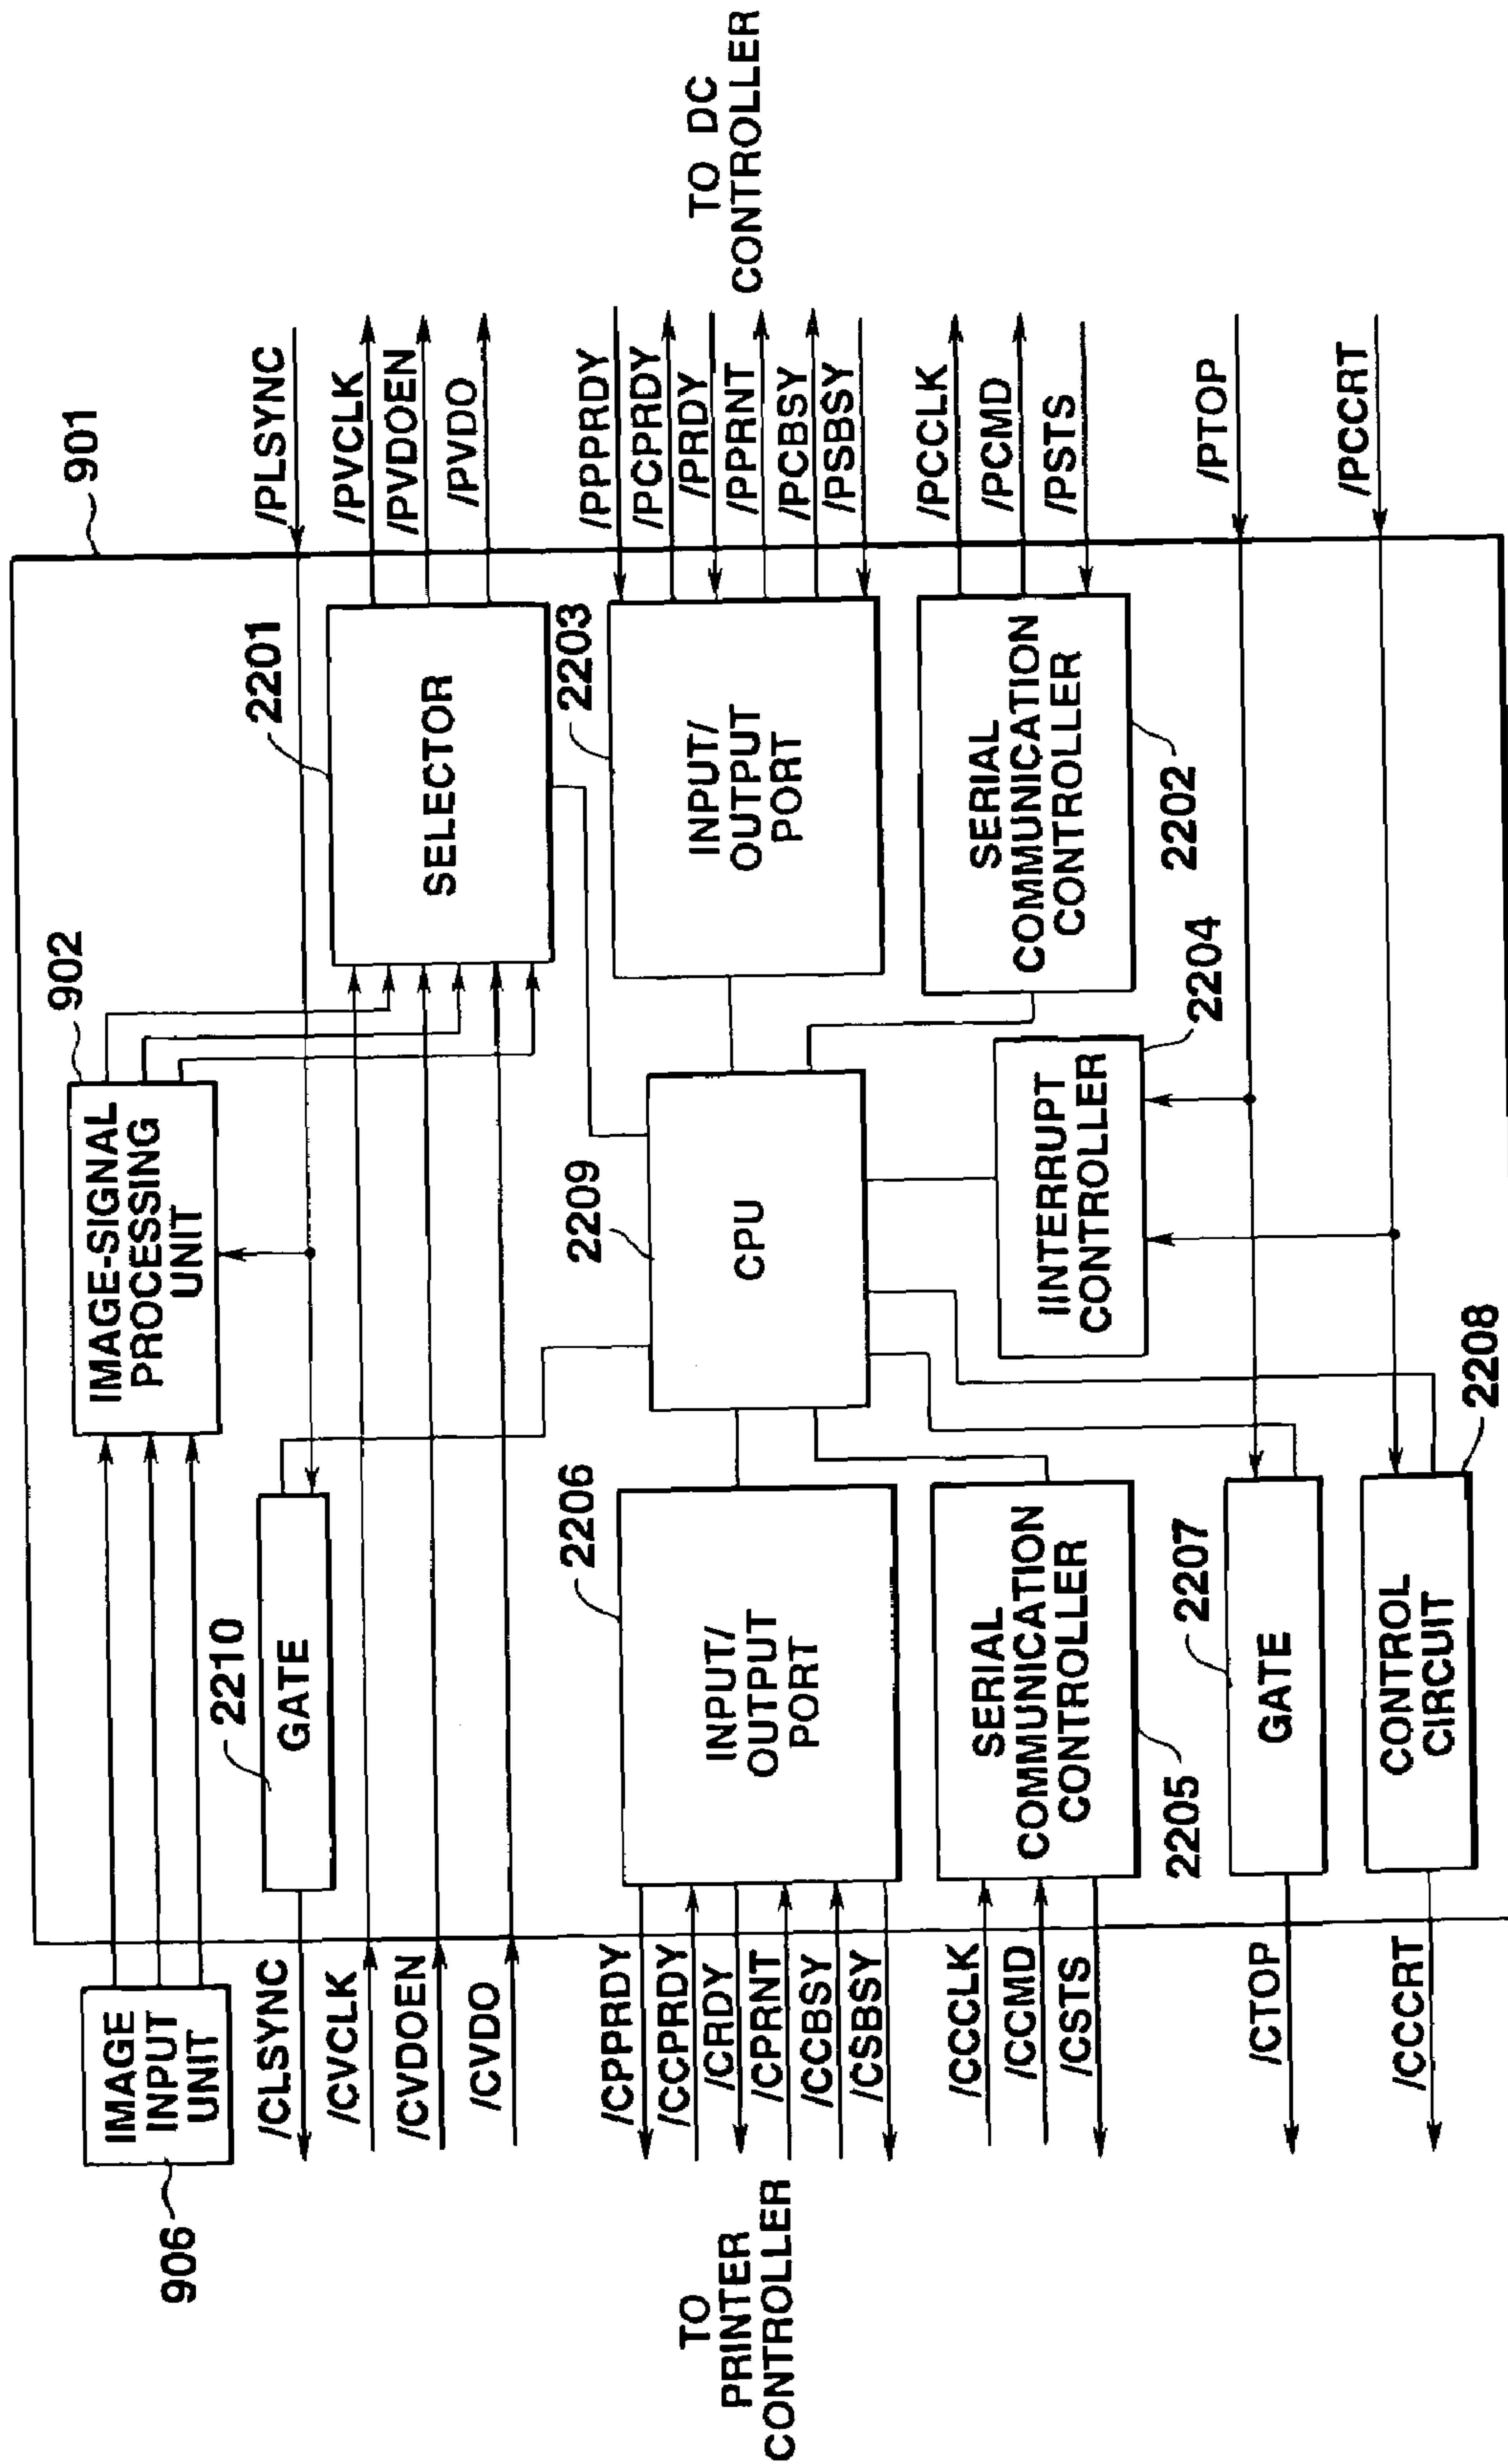 906
IMAGE
INPUT
UNIT
IMAGE-SIGNAL
PROCESSING
UNIT
902
901
2210
GATE
2201
SELECTOR
/CLSYNC
/CVCLK
/CVDOEN
/CVDO
/PLSYNC
/PVCLK
/PVDOEN
/PVDO
TO
PRINTER
CONTROLLER
/CPPRDY
/CCPRDY
/CRDY
/CPRNT
/CCBSY
/CSBSY
2206
INPUT/
OUTPUT
PORT
2209
CPU
2203
INPUT/
OUTPUT
PORT
/PPPRDY
/PCPRDY
/PRDY
/PPRNT
/PCBSY
/PSBSY
TO DC
CONTROLLER
/CCCLK
/CCMD
/CSTS
SERIAL
COMMUNICATION
CONTROLLER
2205
IINTERRUPT
CONTROLLER
2204
SERIAL
COMMUNICATION
CONTROLLER
2202
/PCCLK
/PCMD
/PSTS
/CTOP
2207
GATE
/PTOP
/CCCRT
CONTROL
CIRCUIT
2208
/PCCRT